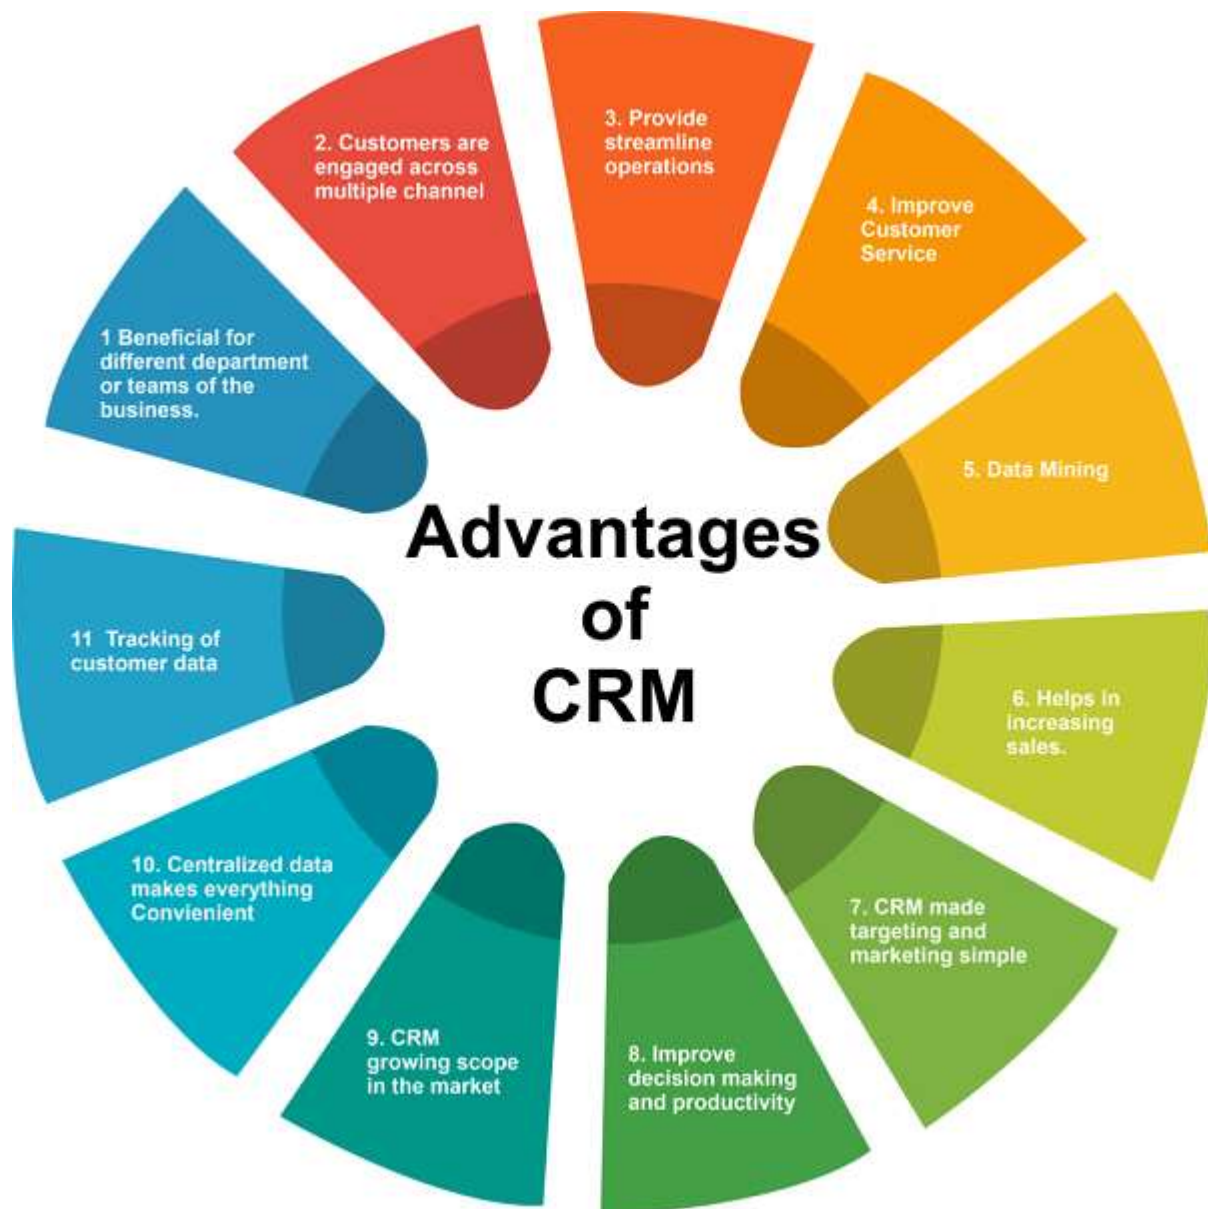 Advantages
of
CRM
1 Beneficial for
different department
or teams of the
business.
2. Customers are
engaged across
multiple channel
3. Provide
streamline
operations
4. Improve
Customer
Service
5. Data Mining
6. Helps in
increasing
sales.
7. CRM made
targeting and
marketing simple
8. Improve
decision making
and productivity
9. CRM
growing scope
in the market
10. Centralized data
makes everything
Convienient
11 Tracking of
customer data